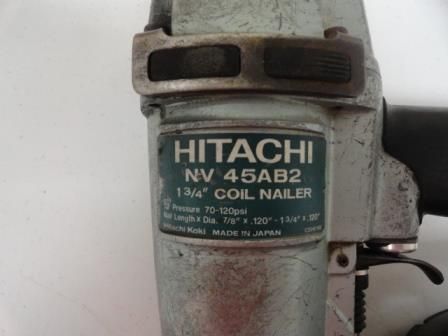 HITACHI
NV 45AB2
1 3/4" COIL NAILER
Pressure 70-120psi
Nail Length x Dia. 7/8" x .120" - 1 3/4" x .120"
Hitachi Koki MADE IN JAPAN